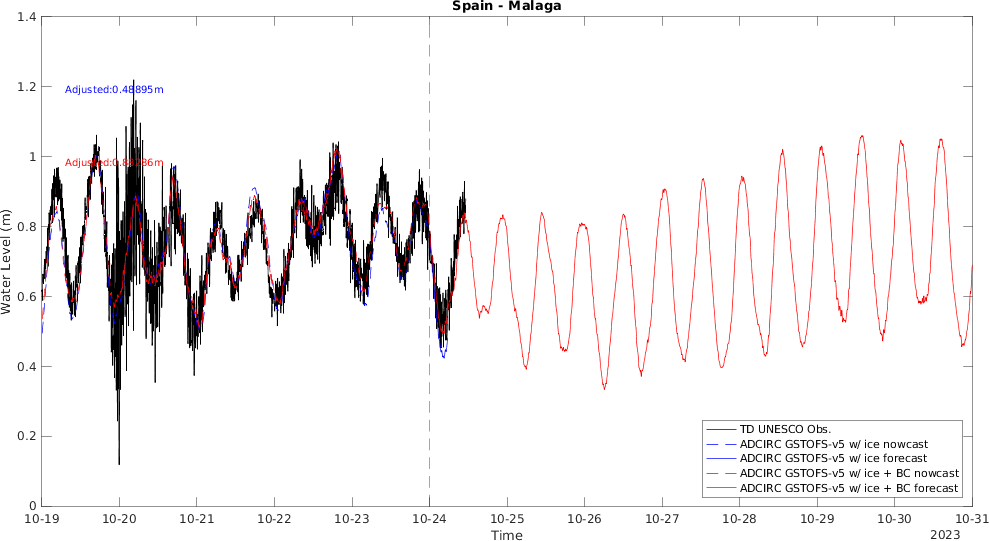 Spain - Malaga
1.4
1.2
1
0.8
0.6
0.4
0.2
0
Water Level (m)
Adjusted:0.48895m
TD UNESCO Obs.
ADCIRC GSTOFS-v5 w/ ice nowcast
ADCIRC GSTOFS-v5 w/ ice forecast
ADCIRC GSTOFS-v5 w/ ice + BC nowcast
ADCIRC GSTOFS-v5 w/ ice + BC forecast
10-19 10-20 10-21 10-22 10-23 10-24 10-25 10-26 10-27 10-28 10-29 10-30 10-31
Time
2023